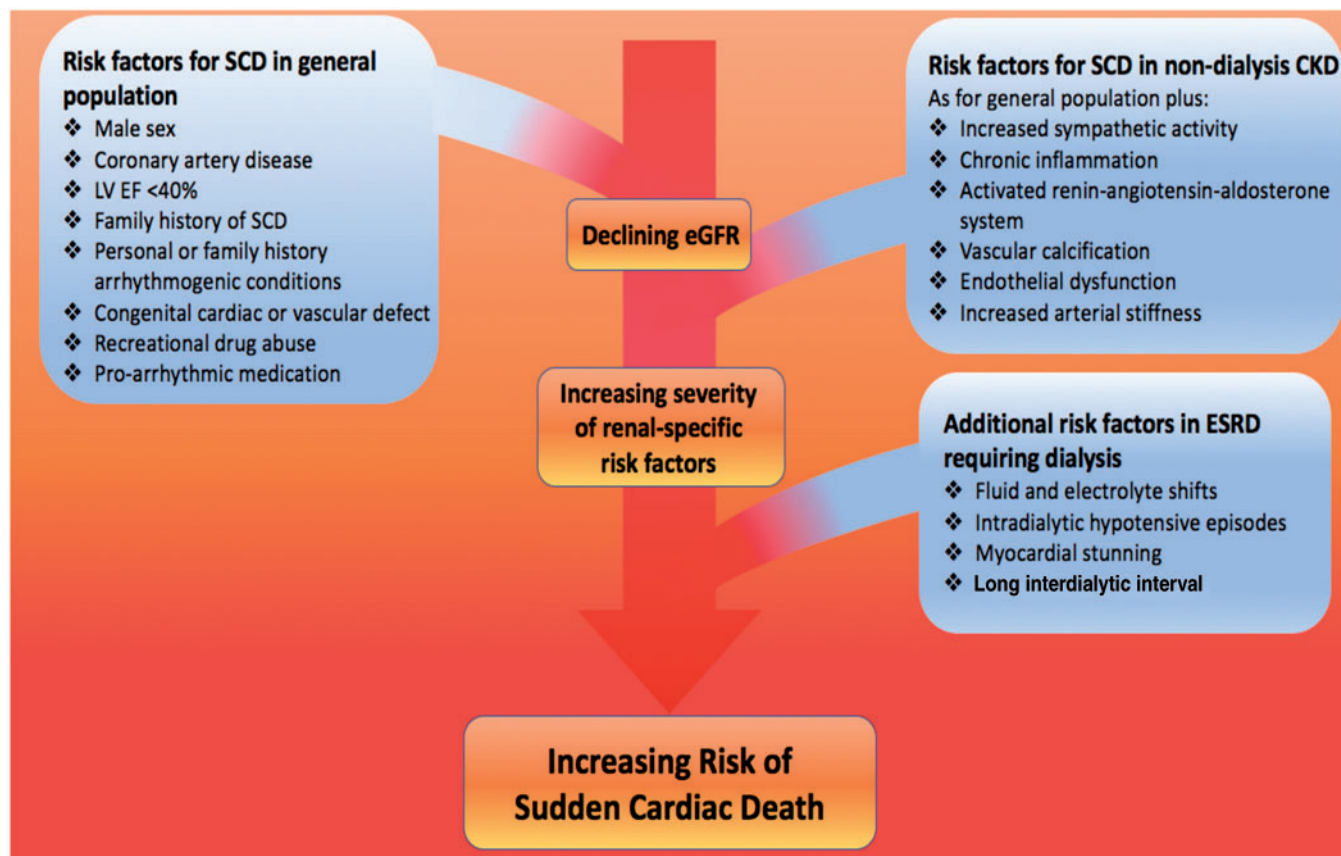 Risk factors for SCD in general
population
❖ Male sex
❖ Coronary artery disease
❖ LV EF <40%
❖ Family history of SCD
❖ Personal or family history
arrhythmogenic conditions
❖ Congenital cardiac or vascular defect
❖ Recreational drug abuse
❖ Pro-arrhythmic medication
Risk factors for SCD in non-dialysis CKD
As for general population plus:
❖ Increased sympathetic activity
❖ Chronic inflammation
❖ Activated renin-angiotensin-aldosterone
system
❖ Vascular calcification
❖ Endothelial dysfunction
❖ Increased arterial stiffness
Declining eGFR
Increasing severity
of renal-specific
risk factors
Additional risk factors in ESRD
requiring dialysis
❖ Fluid and electrolyte shifts
❖ Intradialytic hypotensive episodes
❖ Myocardial stunning
❖ Long interdialytic interval
Increasing Risk of
Sudden Cardiac Death